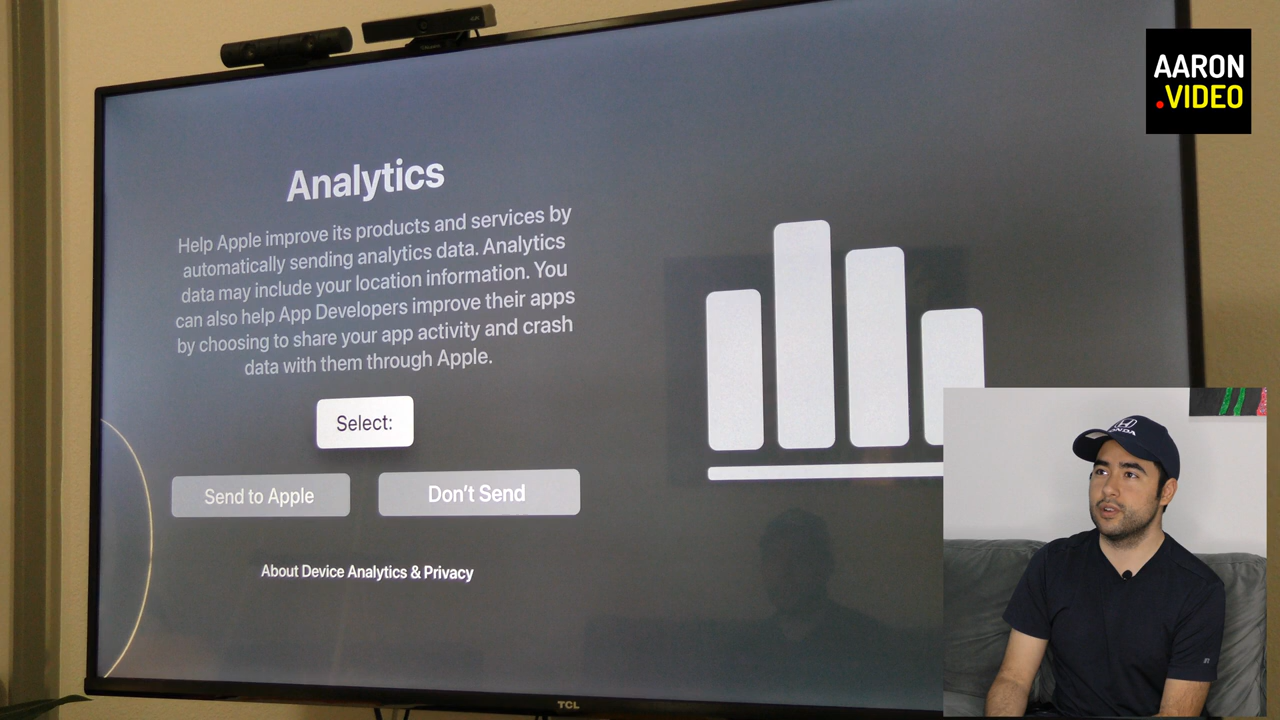 AARON
.VIDEO
Analytics
Help Apple improve its products and services by
automatically sending analytics data. Analytics
data may include your location information. You
can also help App Developers improve their apps
by choosing to share your app activity and crash
data with them through Apple.
Select:
Send to Apple
Don't Send
About Device Analytics & Privacy
HONDA
TCL